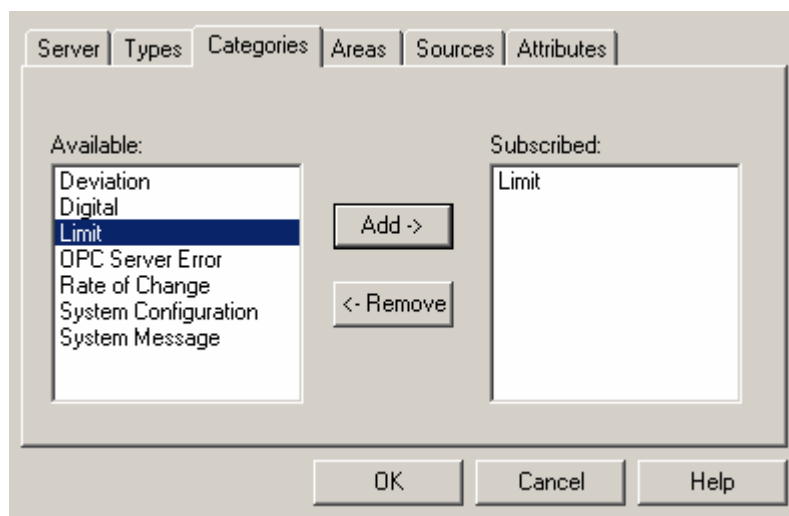 Server Types Categories Areas Sources Attributes
Available:
Deviation
Digital
Limit
OPC Server Error
Rate of Change
System Configuration
System Message
Add ->
<- Remove
Subscribed:
Limit
OK Cancel Help